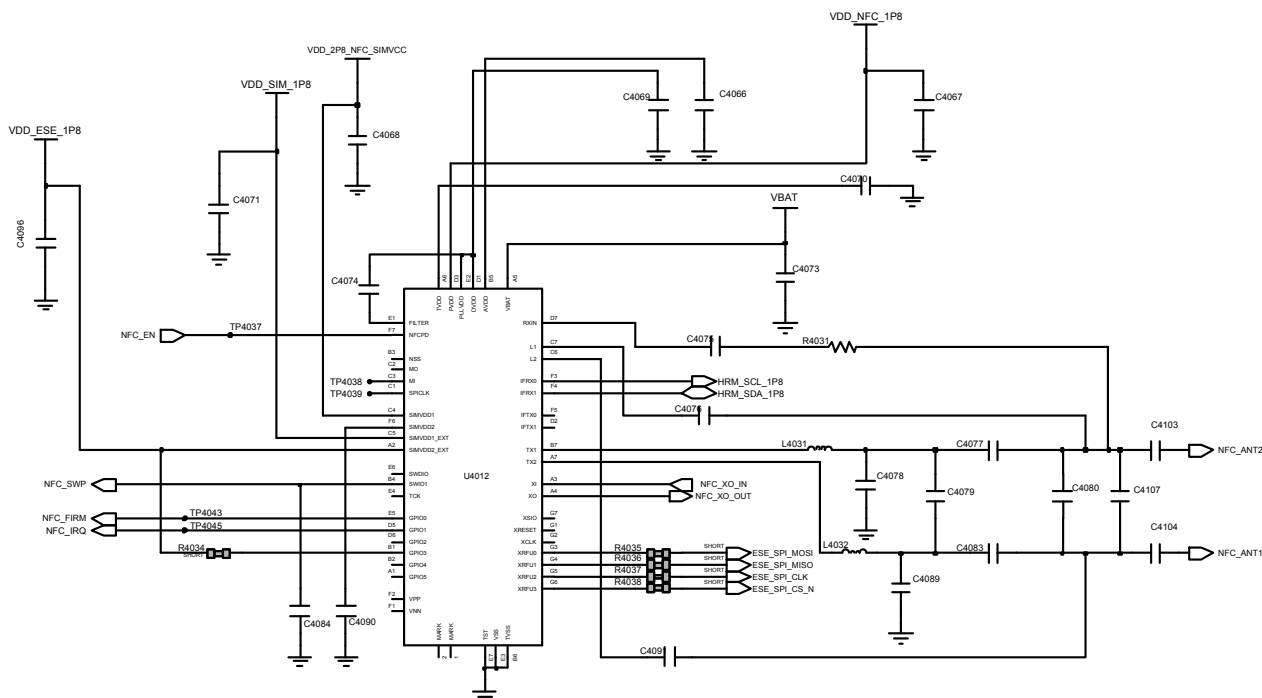 VDD_NFC_1P8
VDD_2P8_NFC_SIMVCC
VDD_SIM_1P8
VDD_ESE_1P8
C4069
C4066
C4067
C4068
C4071
C4070
C4096
VBAT
C4073
C4074
A6 D3 E2 D1 B5 A5
TVDD
PVDD
PLLVDD
DVDD
AVDD
VBAT
NFC_EN
TP4037
E1 FILTER
F7 NFCPD
B3 NSS
C2 MO
TP4038 C3 MI
TP4039 C1 SPICLK
C4 SIMVDD1
F6 SIMVDD2
C5 SIMVDD1_EXT
A2 SIMVDD2_EXT
E6 SWDIO
NFC_SWP B4 SWIO1
E4 TCK
NFC_FIRM TP4043 E5 GPIO0
NFC_IRQ TP4045 D5 GPIO1
D6 GPIO2
R4034 SHORT B1 GPIO3
B2 GPIO4
A1 GPIO5
F2 VPP
F1 VNN
C4084
C4090
U4012
MARK 2
MARK 1
TST E7
VSS E3
TVSS B6
RXIN D7
C4075
R4031
L1 C7
L2 C6
IFRX0 F3 HRM_SCL_1P8
IFRX1 F4 HRM_SDA_1P8
C4076
IFTX0 F5
IFTX1 D2
TX1 B7
TX2 A7
L4031
C4077
C4103
NFC_ANT2
C4078
C4079
C4080
C4107
XI A3 NFC_XO_IN
XO A4 NFC_XO_OUT
XSIO G7
XRESET G1
XCLK G2
L4032
C4083
C4104
NFC_ANT1
XRFU0 G3 R4035 SHORT ESE_SPI_MOSI
XRFU1 G4 R4036 SHORT ESE_SPI_MISO
XRFU2 G5 R4037 SHORT ESE_SPI_CLK
XRFU3 G6 R4038 SHORT ESE_SPI_CS_N
C4089
C4091